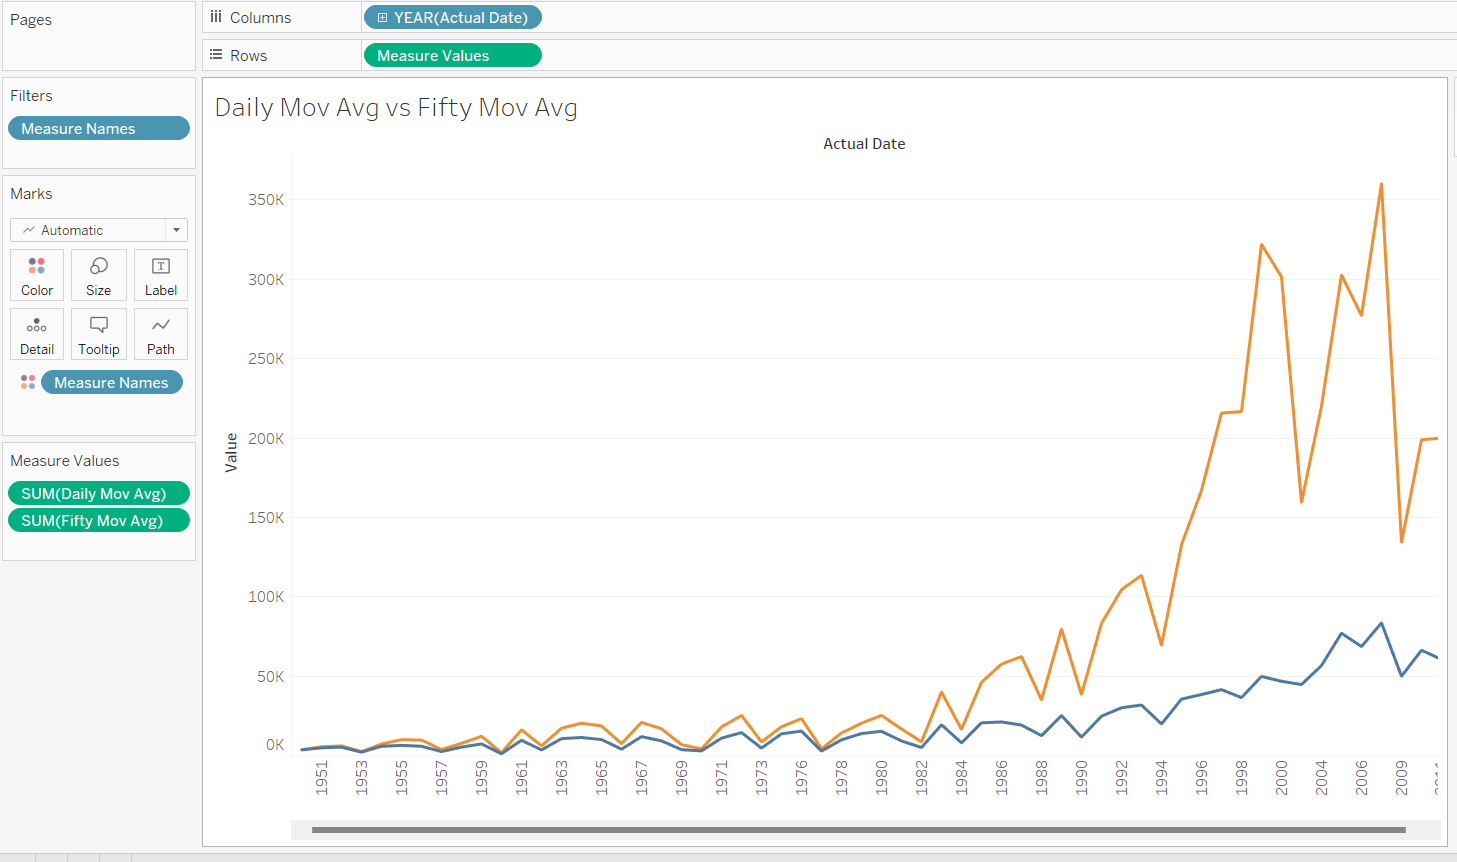 Pages
Columns
YEAR(Actual Date)
Rows
Measure Values
Filters
Measure Names
Marks
Automatic
Color
Size
T
Label
Detail
Tooltip
Path
Measure Names
Measure Values
SUM(Daily Mov Avg)
SUM(Fifty Mov Avg)
Daily Mov Avg vs Fifty Mov Avg
Actual Date
Value
350K
300K
250K
200K
150K
100K
50K
0K
1951
1953
1955
1957
1959
1961
1963
1965
1967
1969
1971
1973
1976
1978
1980
1982
1984
1986
1988
1990
1992
1994
1996
1998
2000
2004
2006
2009